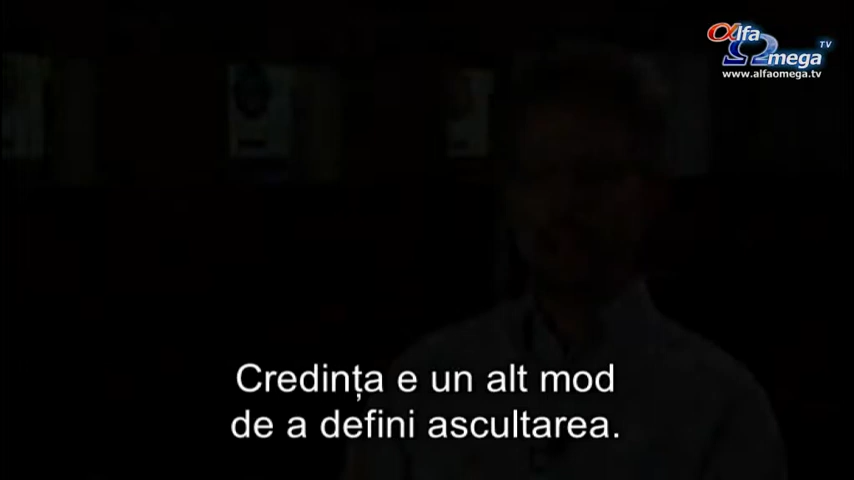 alfa
Omega TV
www.alfaomega.tv
Credința e un alt mod
de a defini ascultarea.